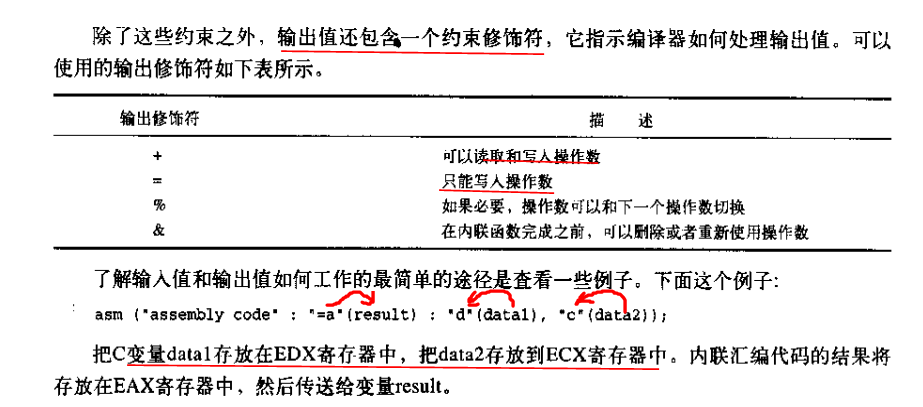 除了这些约束之外，输出值还包含一个约束修饰符，它指示编译器如何处理输出值。可以
使用的输出修饰符如下表所示。
输出修饰符 描 述
+ 可以读取和写入操作数
= 只能写入操作数
% 如果必要，操作数可以和下一个操作数切换
& 在内联函数完成之前，可以删除或者重新使用操作数
了解输入值和输出值如何工作的最简单的途径是查看一些例子。下面这个例子：
asm ("assembly code" : "=a"(result) : "d"(data1), "c"(data2));
把C变量data1存放在EDX寄存器中，把data2存放到ECX寄存器中。内联汇编代码的结果将
存放在EAX寄存器中，然后传送给变量result。